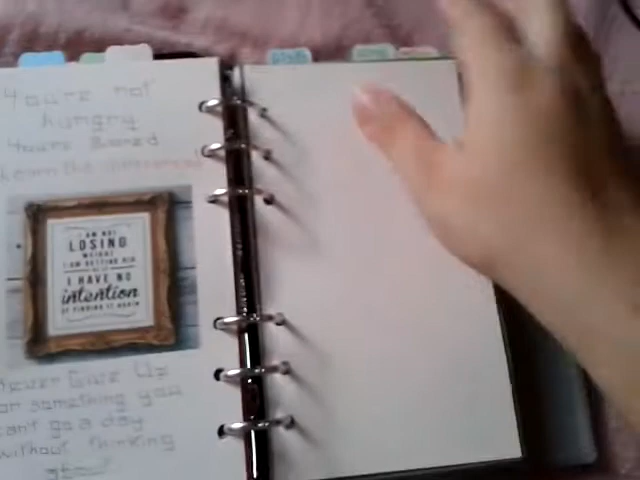 You're not
hungry
You're Bored
Learn the difference
I AM NOT
LOSING
WEIGHT
I AM GETTING RID
OF IT
I HAVE NO
intention
OF FINDING IT AGAIN
Never Give Up
on something you
can't go a day
without thinking
about